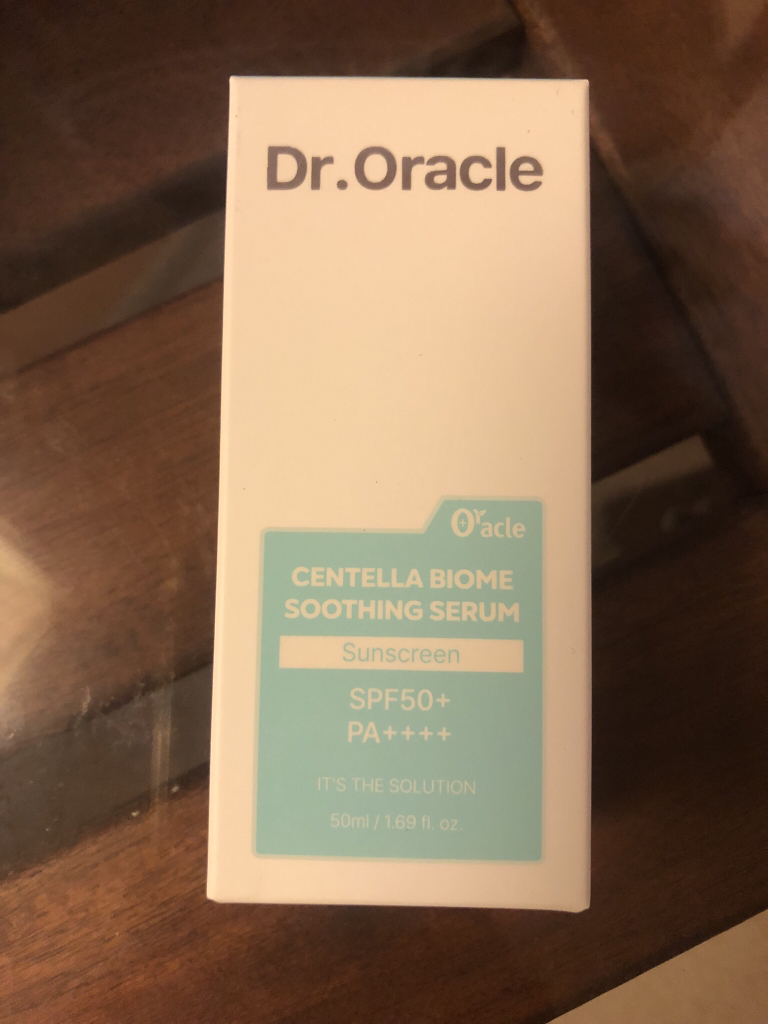 Dr.Oracle
Oracle
CENTELLA BIOME
SOOTHING SERUM
Sunscreen
SPF50+
PA++++
IT'S THE SOLUTION
50ml / 1.69 fl. oz.